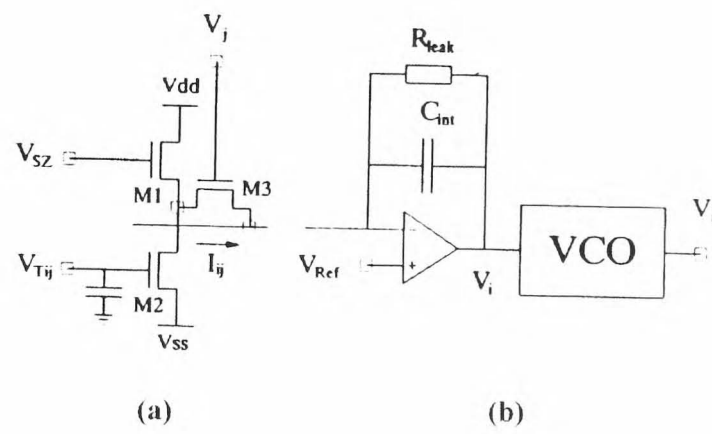 V_j
R_leak
Vdd
C_int
V_SZ
M1
M3
V_Tij
I_ij
M2
Vss
V_Ref
V_i
VCO
(a)
(b)